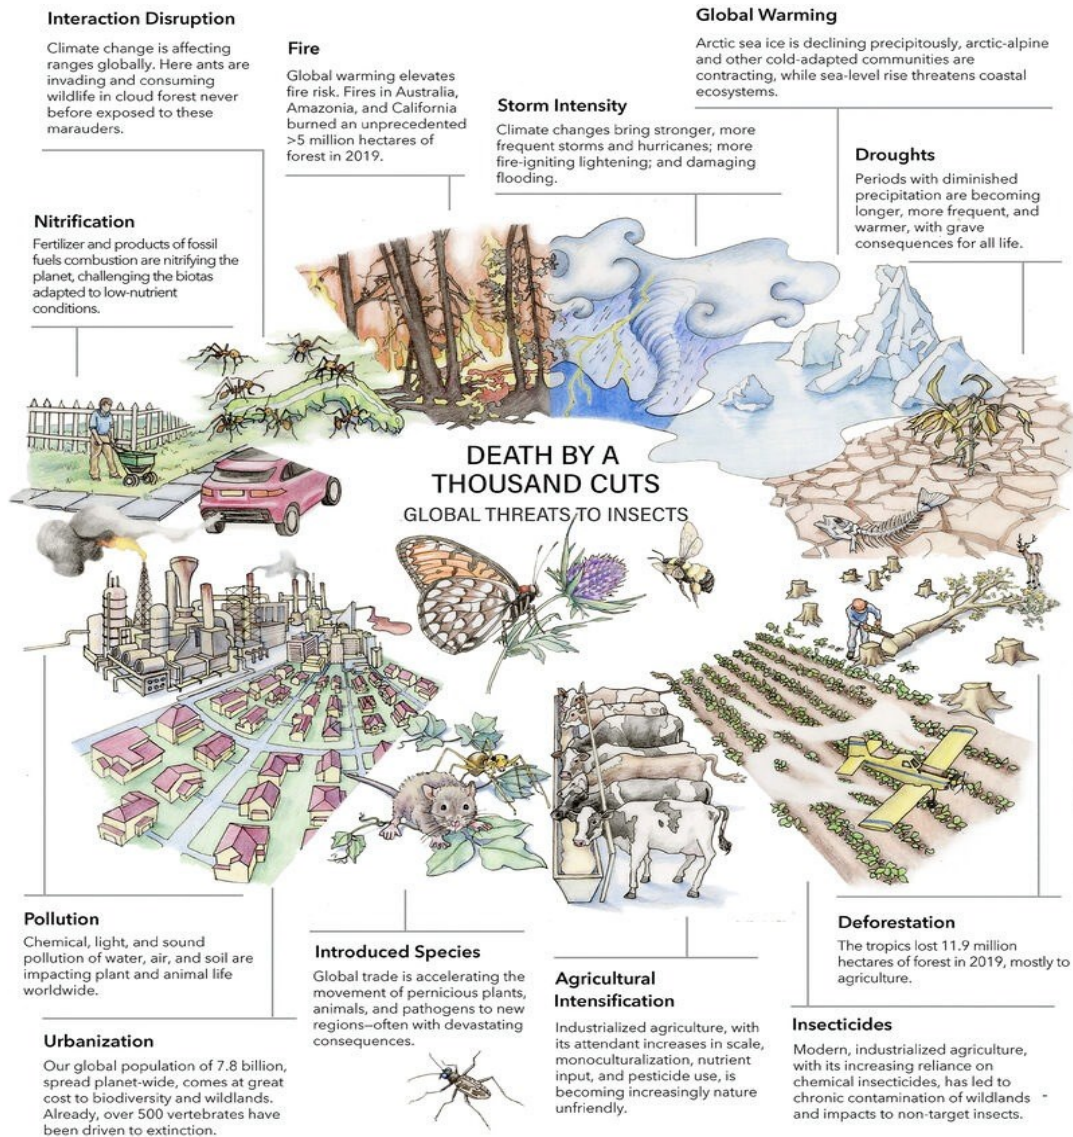 Interaction Disruption
Climate change is affecting
ranges globally. Here ants are
invading and consuming
wildlife in cloud forest never
before exposed to these
marauders.
Fire
Global warming elevates
fire risk. Fires in Australia,
Amazonia, and California
burned an unprecedented
>5 million hectares of
forest in 2019.
Storm Intensity
Climate changes bring stronger, more
frequent storms and hurricanes; more
fire-igniting lightening; and damaging
flooding.
Global Warming
Arctic sea ice is declining precipitously, arctic-alpine
and other cold-adapted communities are
contracting, while sea-level rise threatens coastal
ecosystems.
Droughts
Periods with diminished
precipitation are becoming
longer, more frequent, and
warmer, with grave
consequences for all life.
Nitrification
Fertilizer and products of fossil
fuels combustion are nitrifying the
planet, challenging the biotas
adapted to low-nutrient
conditions.
DEATH BY A
THOUSAND CUTS
GLOBAL THREATS TO INSECTS
Pollution
Chemical, light, and sound
pollution of water, air, and soil are
impacting plant and animal life
worldwide.
Urbanization
Our global population of 7.8 billion,
spread planet-wide, comes at great
cost to biodiversity and wildlands.
Already, over 500 vertebrates have
been driven to extinction.
Introduced Species
Global trade is accelerating the
movement of pernicious plants,
animals, and pathogens to new
regions—often with devastating
consequences.
Agricultural
Intensification
Industrialized agriculture, with
its attendant increases in scale,
monoculturalization, nutrient
input, and pesticide use, is
becoming increasingly nature
unfriendly.
Deforestation
The tropics lost 11.9 million
hectares of forest in 2019, mostly to
agriculture.
Insecticides
Modern, industrialized agriculture,
with its increasing reliance on
chemical insecticides, has led to
chronic contamination of wildlands
and impacts to non-target insects.